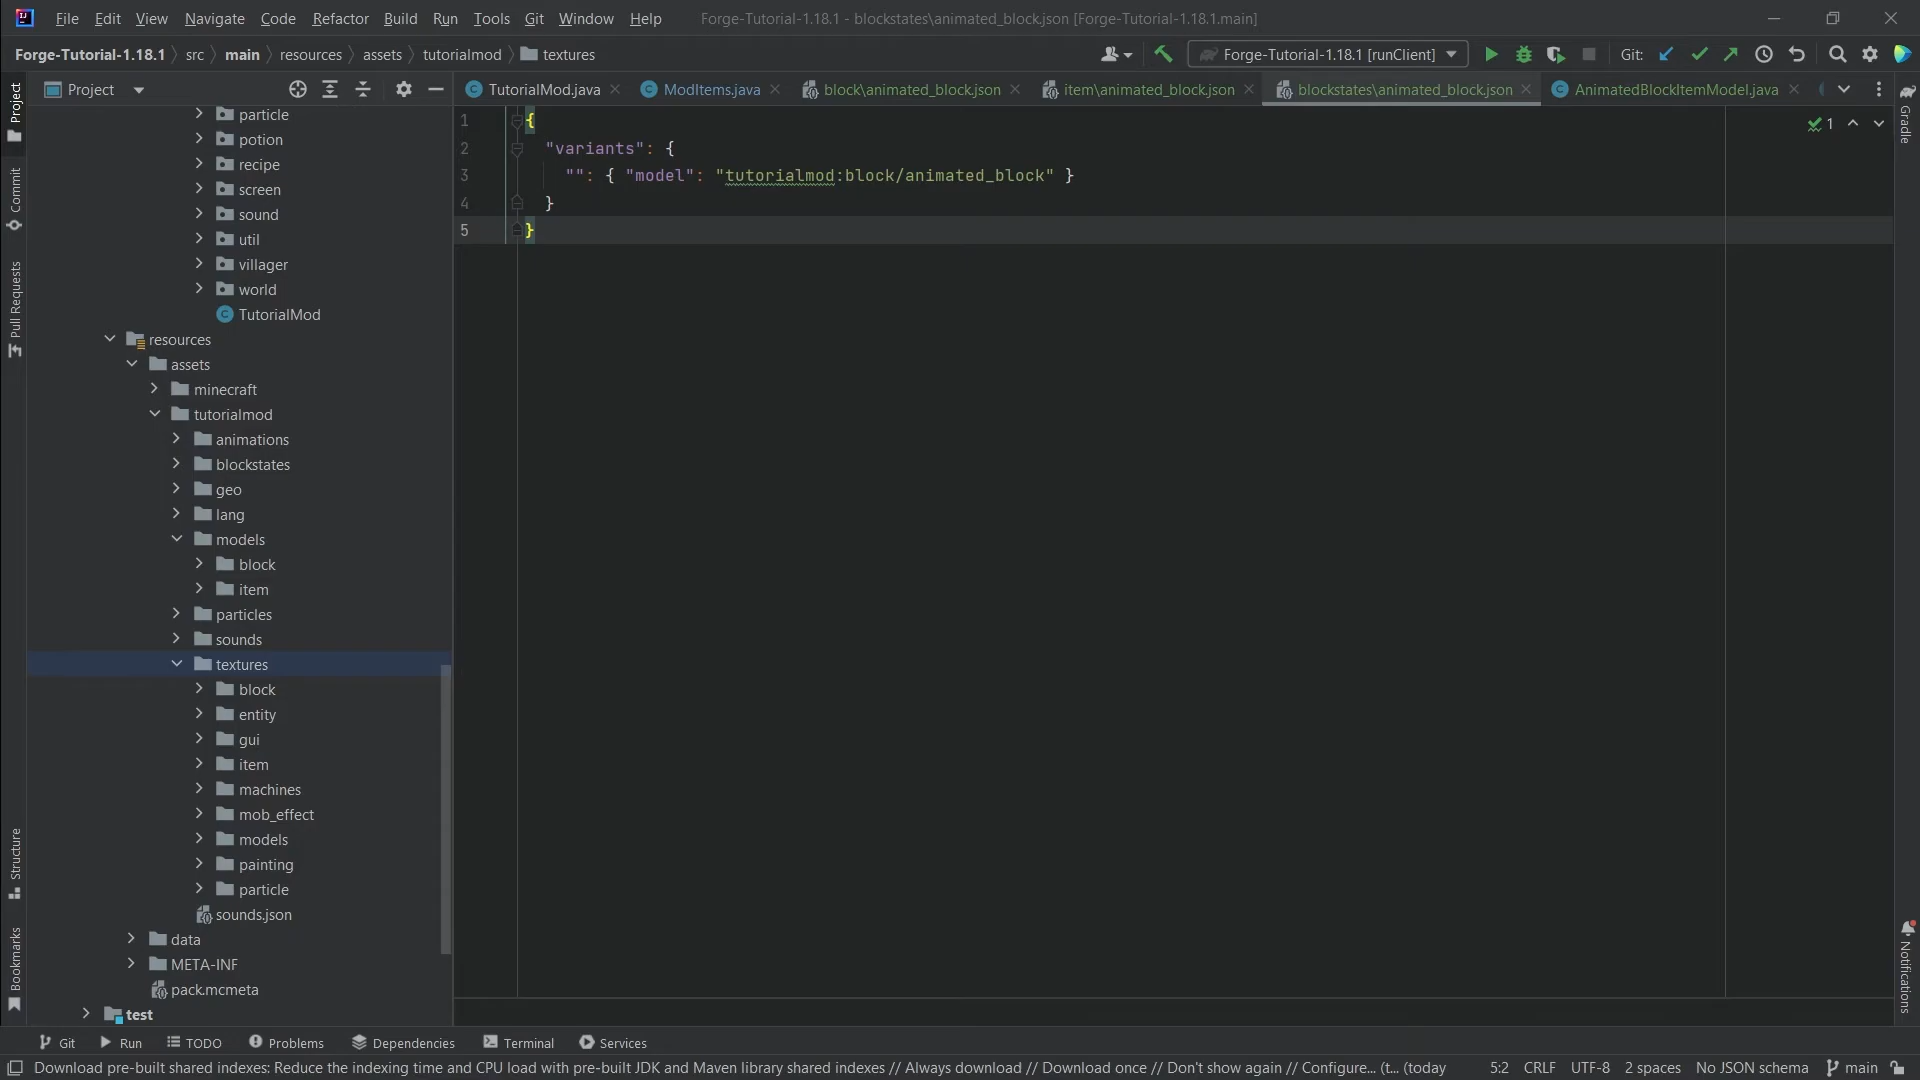 File Edit View Navigate Code Refactor Build Run Tools Git Window Help Forge-Tutorial-1.18.1 - blockstates\animated_block.json [Forge-Tutorial-1.18.1.main]
Forge-Tutorial-1.18.1 src main resources assets tutorialmod textures Forge-Tutorial-1.18.1 [runClient] Git:
Project
TutorialMod.java ModItems.java block\animated_block.json item\animated_block.json blockstates\animated_block.json AnimatedBlockItemModel.java
Project
Commit
Pull Requests
Structure
Bookmarks
particle
potion
recipe
screen
sound
util
villager
world
TutorialMod
resources
assets
minecraft
tutorialmod
animations
blockstates
geo
lang
models
block
item
particles
sounds
textures
block
entity
gui
item
machines
mob_effect
models
painting
particle
sounds.json
data
META-INF
pack.mcmeta
test
1 {
2 "variants": {
3 "": { "model": "tutorialmod:block/animated_block" }
4 }
5 }
1
Gradle
Notifications
Git Run TODO Problems Dependencies Terminal Services
Download pre-built shared indexes: Reduce the indexing time and CPU load with pre-built JDK and Maven library shared indexes // Always download // Download once // Don't show again // Configure... (t... (today 5:2 CRLF UTF-8 2 spaces No JSON schema main